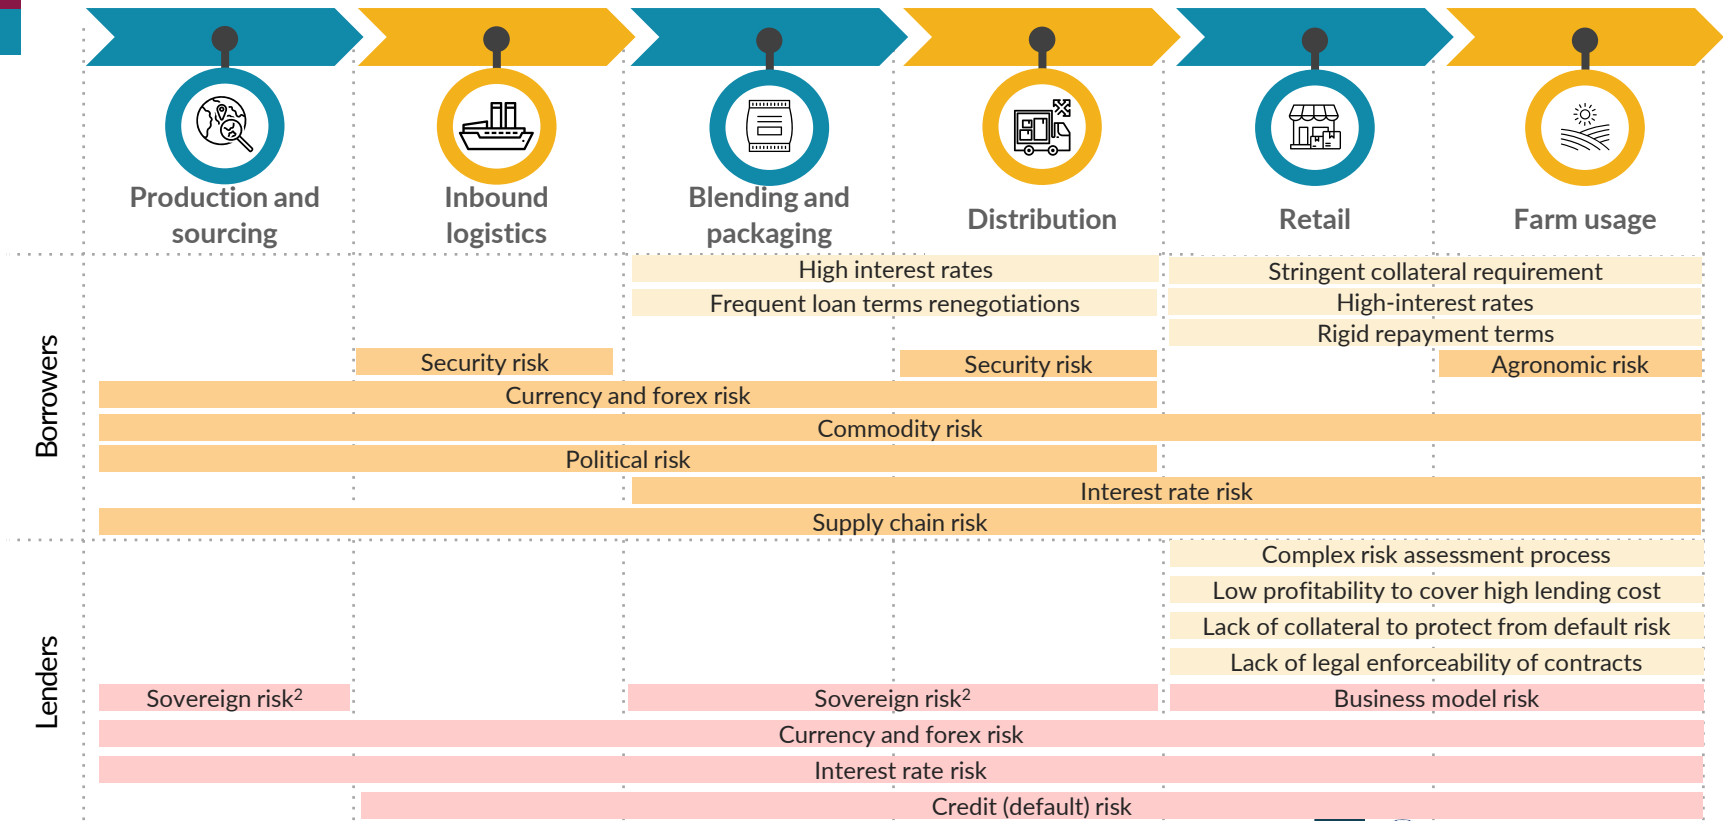 Production and
sourcing
Inbound
logistics
Blending and
packaging
Distribution
Retail
Farm usage
Borrowers
High interest rates
Stringent collateral requirement
Frequent loan terms renegotiations
High-interest rates
Rigid repayment terms
Security risk
Security risk
Agronomic risk
Currency and forex risk
Commodity risk
Political risk
Interest rate risk
Supply chain risk
Lenders
Complex risk assessment process
Low profitability to cover high lending cost
Lack of collateral to protect from default risk
Lack of legal enforceability of contracts
Sovereign risk²
Sovereign risk²
Business model risk
Currency and forex risk
Interest rate risk
Credit (default) risk